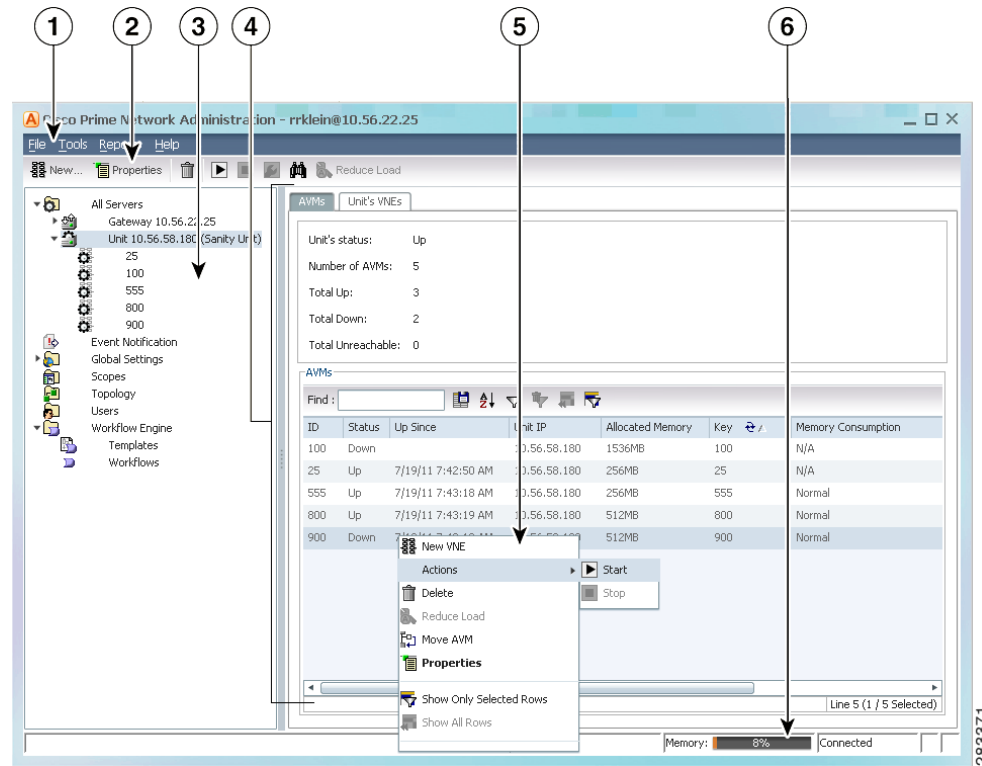 1 2 3 4 5 6
Cisco Prime Network Administration - rrklein@10.56.22.25
File Tools Reports Help
New... Properties Reduce Load
All Servers
Gateway 10.56.22.25
Unit 10.56.58.180 (Sanity Unit)
25
100
555
800
900
Event Notification
Global Settings
Scopes
Topology
Users
Workflow Engine
Templates
Workflows
AVMs Unit's VNEs
Unit's status: Up
Number of AVMs: 5
Total Up: 3
Total Down: 2
Total Unreachable: 0
AVMs
Find :
ID Status Up Since Unit IP Allocated Memory Key Memory Consumption
100 Down 10.56.58.180 1536MB 100 N/A
25 Up 7/19/11 7:42:50 AM 10.56.58.180 256MB 25 N/A
555 Up 7/19/11 7:43:18 AM 10.56.58.180 256MB 555 Normal
800 Up 7/19/11 7:43:19 AM 10.56.58.180 512MB 800 Normal
900 Down 512MB 900 Normal
New VNE
Actions Start
Delete Stop
Reduce Load
Move AVM
Properties
Show Only Selected Rows
Show All Rows
Line 5 (1 / 5 Selected)
Memory: 8% Connected
283371